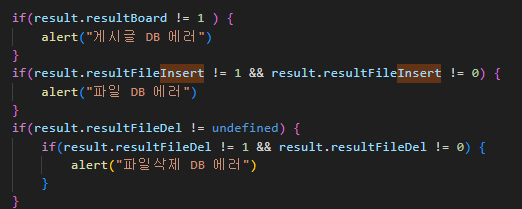 if(result.resultBoard != 1 ) {
    alert("게시글 DB 에러")
}
if(result.resultFileInsert != 1 && result.resultFileInsert != 0) {
    alert("파일 DB 에러")
}
if(result.resultFileDel != undefined) {
    if(result.resultFileDel != 1 && result.resultFileDel != 0) {
        alert("파일삭제 DB 에러")
    }
}